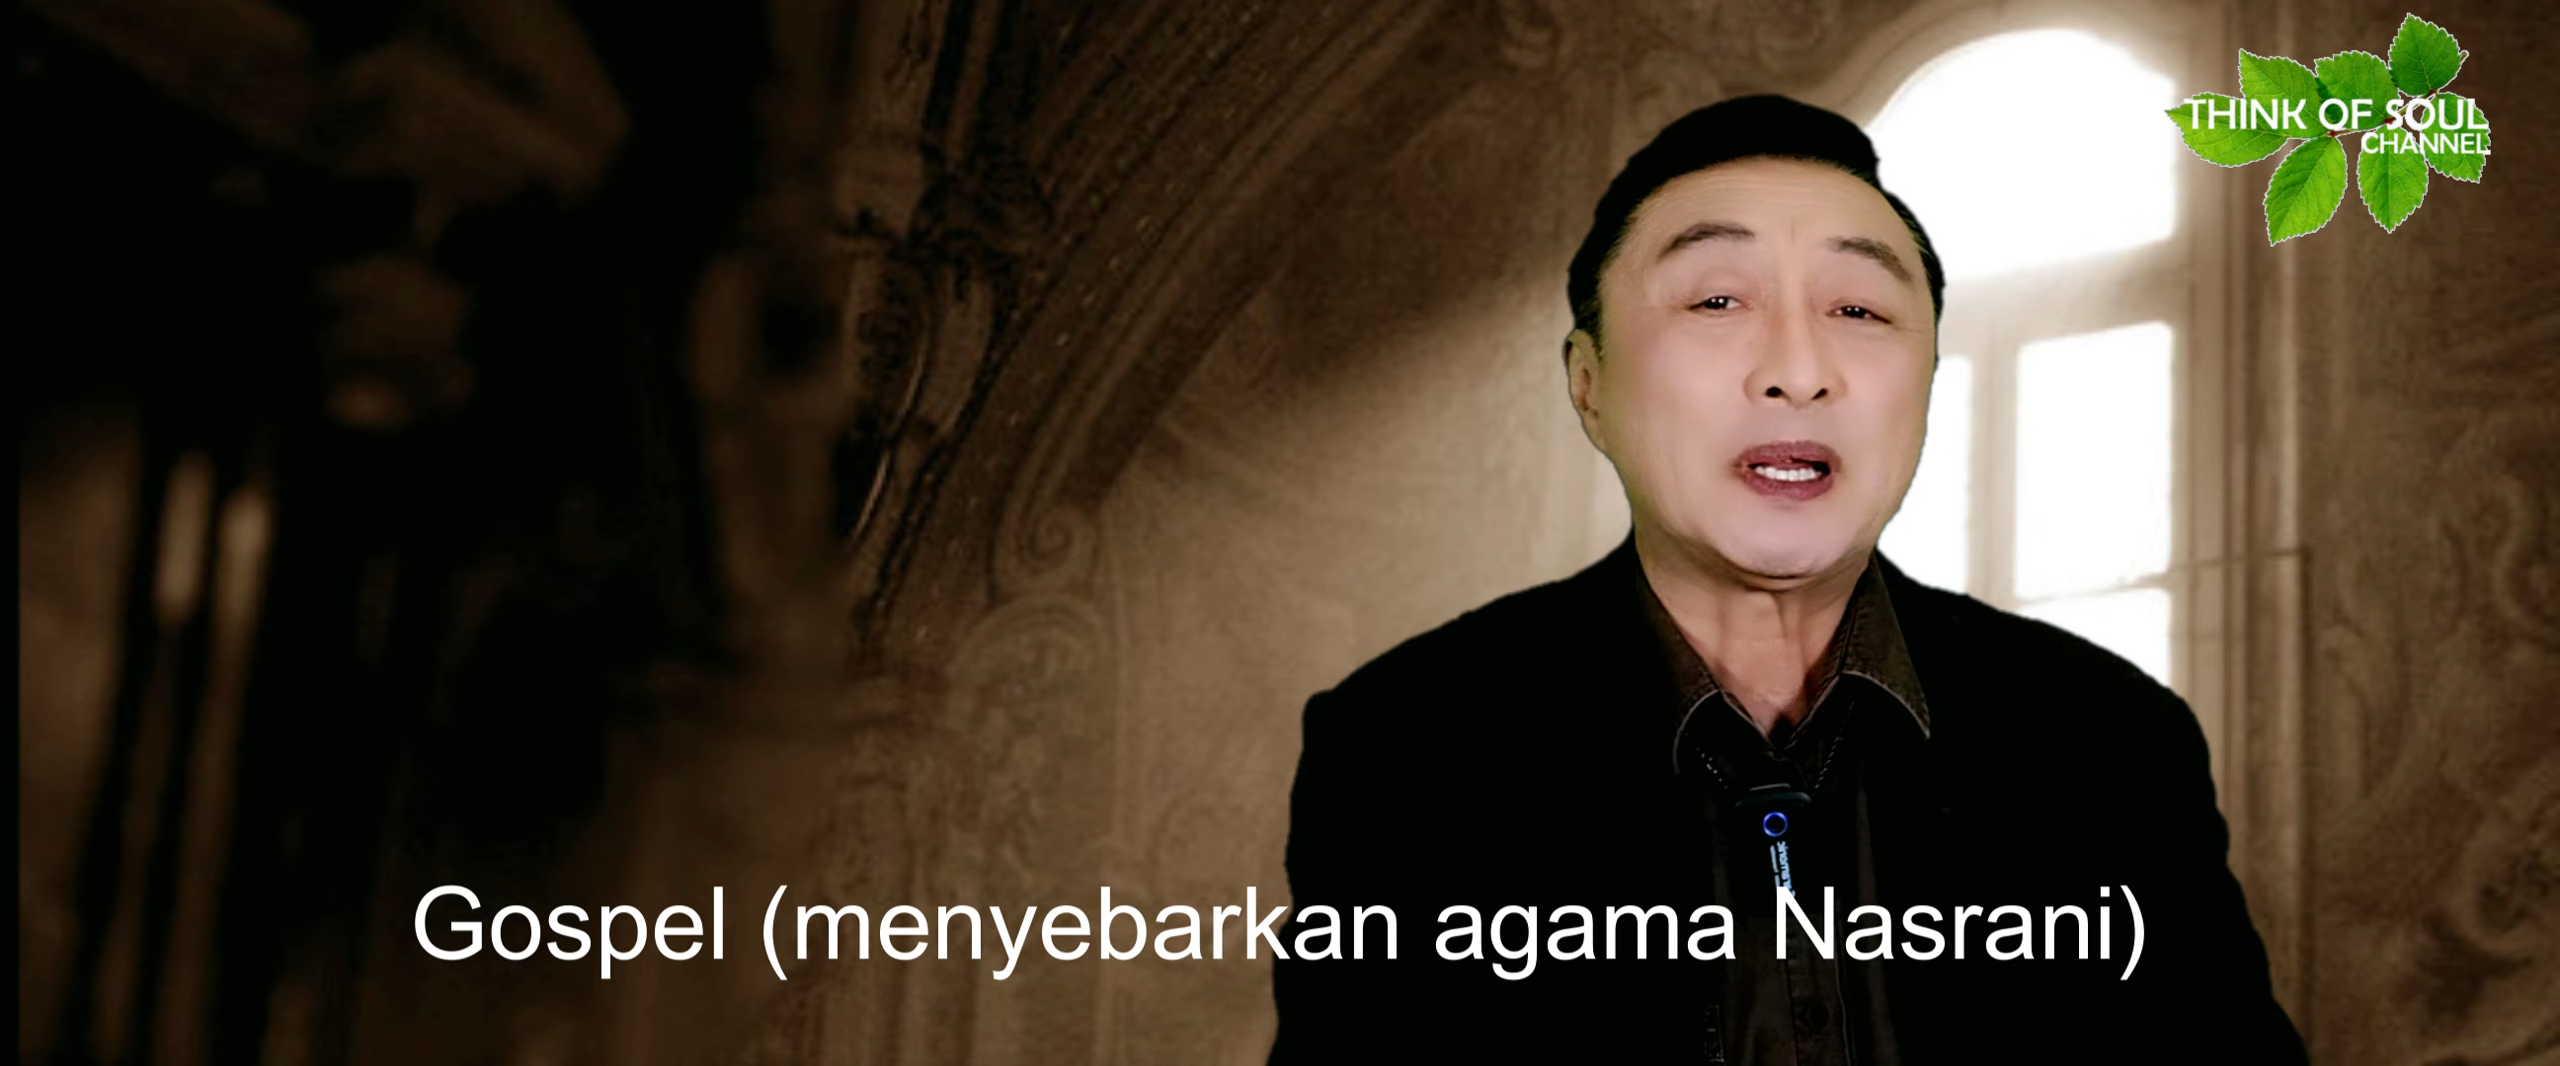 THINK OF SOUL
CHANNEL
Gospel (menyebarkan agama Nasrani)